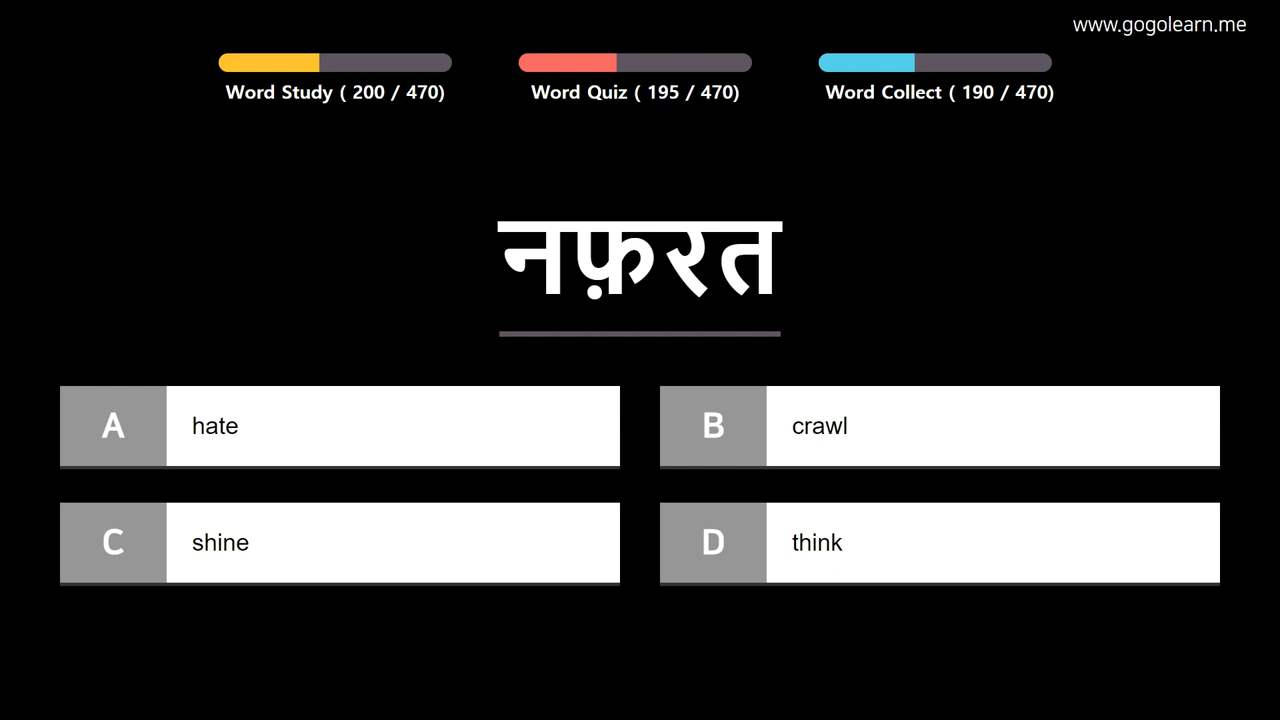 www.gogolearn.me
Word Study ( 200 / 470)
Word Quiz ( 195 / 470)
Word Collect ( 190 / 470)
नफ़रत
A hate
B crawl
C shine
D think